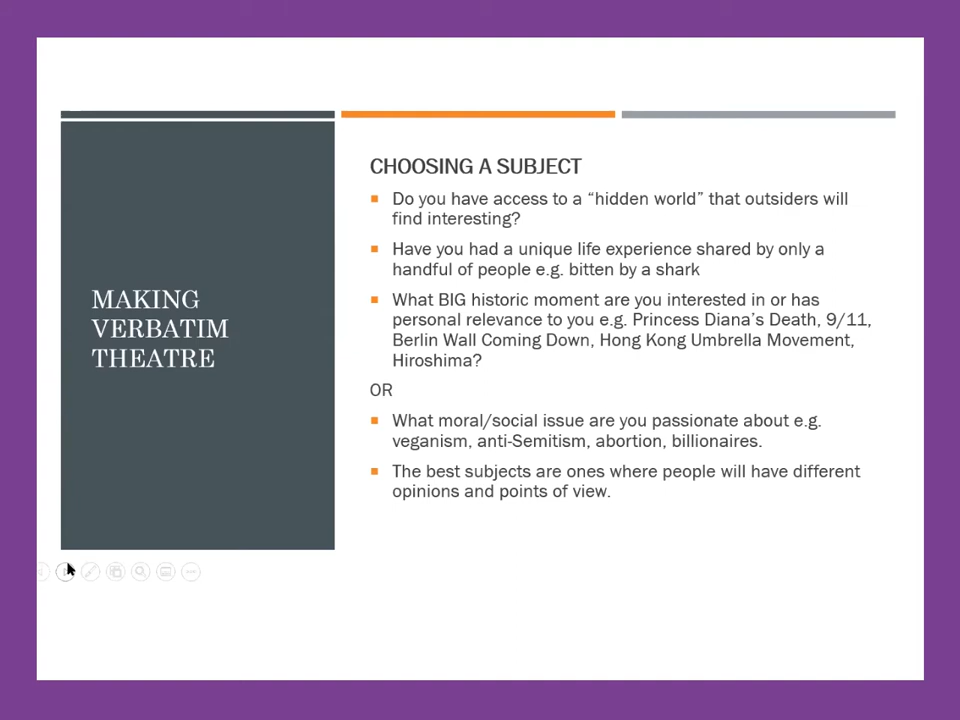 MAKING
VERBATIM
THEATRE
CHOOSING A SUBJECT
Do you have access to a “hidden world” that outsiders will
find interesting?
Have you had a unique life experience shared by only a
handful of people e.g. bitten by a shark
What BIG historic moment are you interested in or has
personal relevance to you e.g. Princess Diana’s Death, 9/11,
Berlin Wall Coming Down, Hong Kong Umbrella Movement,
Hiroshima?
OR
What moral/social issue are you passionate about e.g.
veganism, anti-Semitism, abortion, billionaires.
The best subjects are ones where people will have different
opinions and points of view.